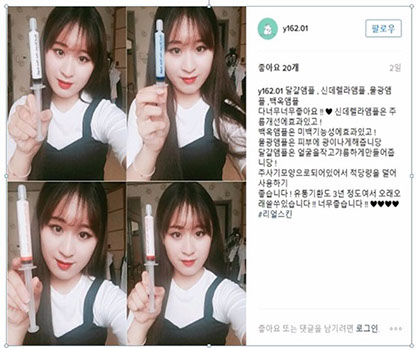 y162.01
팔로우
좋아요 20개
2일
y162.01 달걀앰플 , 신데렐라앰플 ,물광앰
플 ,백옥앰플
다너무너무좋아요 !! ♥ 신데렐라앰플은 주
름개선에효과있고 !
백옥앰플은 미백기능성에효과있고 !
물광앰플은 피부에 광이나게해줍니당
달걀앰플은 얼굴을작고갸름하게만들어줍
니당 !
주사기모양으로되어있어서 적당량을 덜어
사용하기
좋습니다 ! 유통기한도 3년 정도여서 오래오
래쓸수있습니다 !! 너무좋습니다 !! ♥♥♥♥
#리얼스킨
좋아요 또는 댓글을 남기려면 로그인.